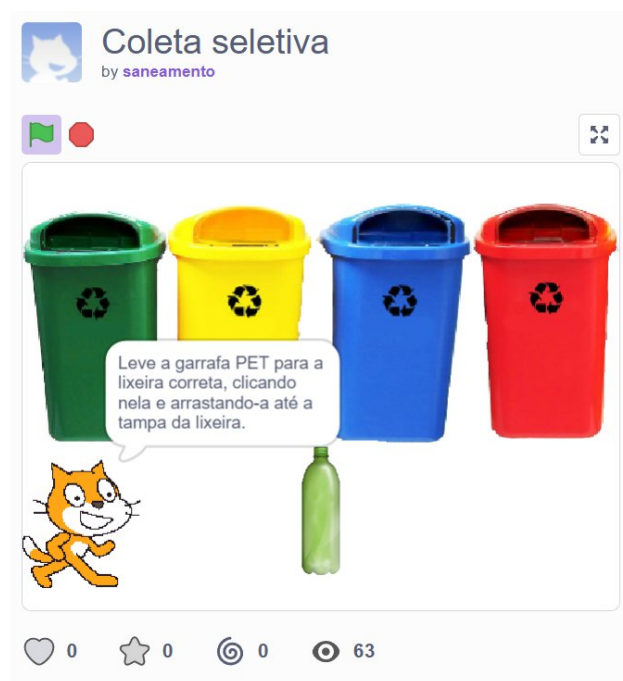 Coleta seletiva
by saneamento
Leve a garrafa PET para a
lixeira correta, clicando
nela e arrastando-a até a
tampa da lixeira.
0
0
0
63